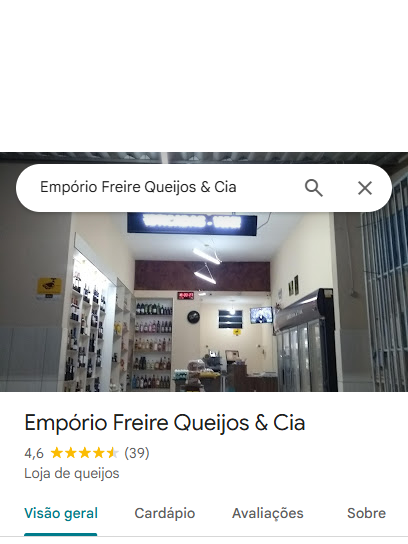 Empório Freire Queijos & Cia
Empório Freire Queijos & Cia
4,6 (39)
Loja de queijos
Visão geral Cardápio Avaliações Sobre